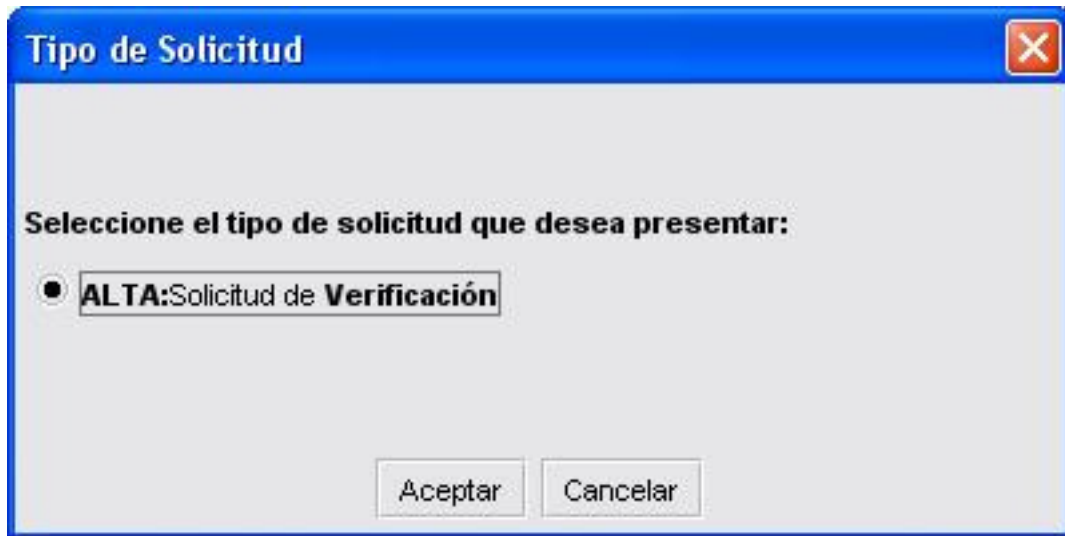 Tipo de Solicitud
Seleccione el tipo de solicitud que desea presentar:
ALTA:Solicitud de Verificación
Aceptar Cancelar